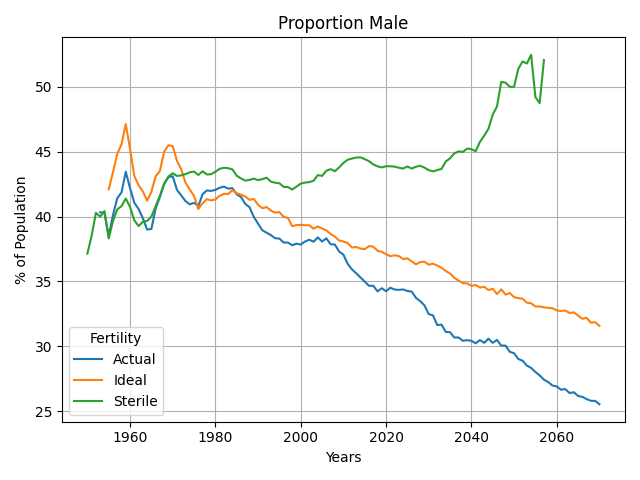 Proportion Male
% of Population
50
45
40
35
30
25
Fertility
Actual
Ideal
Sterile
1960 1980 2000 2020 2040 2060
Years